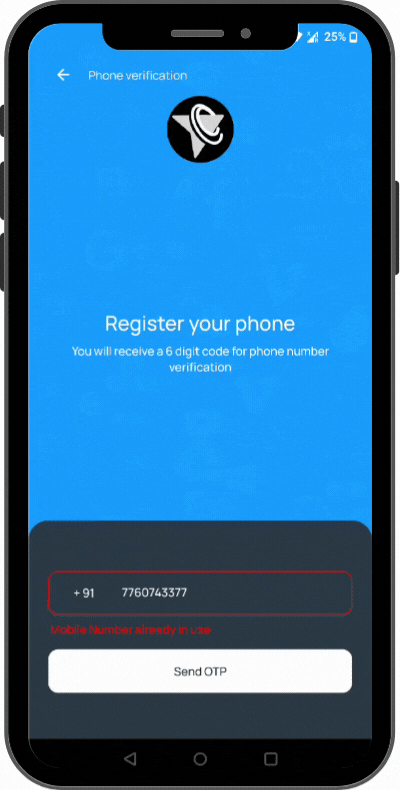 25%
Phone verification
Register your phone
You will receive a 6 digit code for phone number
verification
+ 91 7760743377
Mobile Number already in use
Send OTP